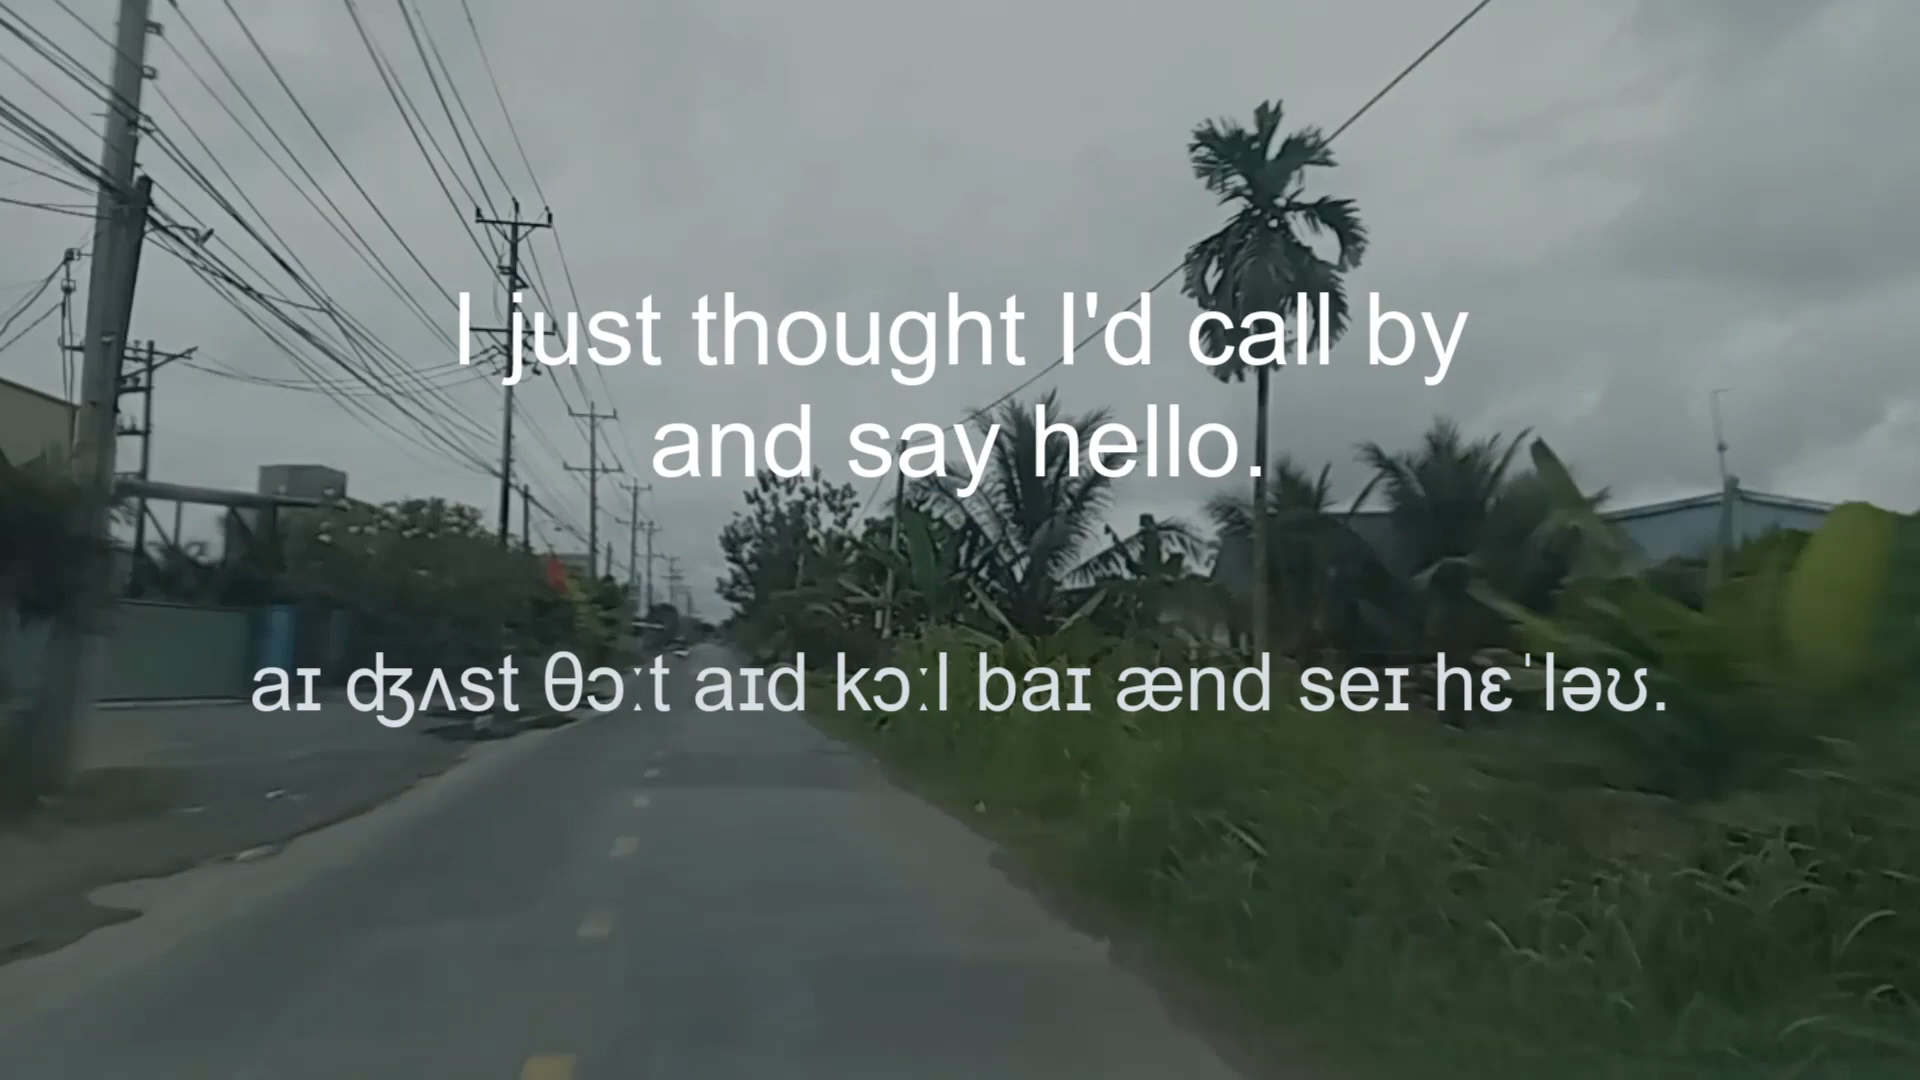 I just thought I'd call by
and say hello.
aɪ ʤʌst θɔːt aɪd kɔːl baɪ ænd seɪ hɛˈləʊ.